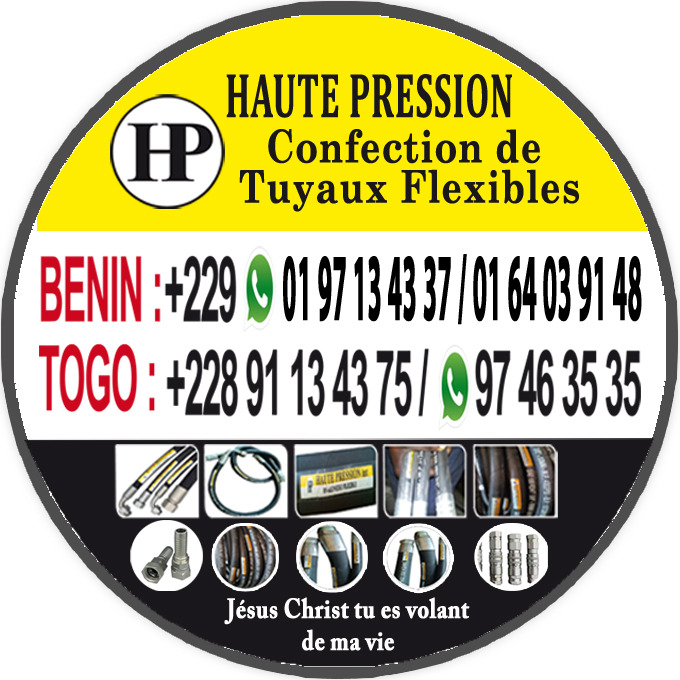 HAUTE PRESSION
HP
Confection de
Tuyaux Flexibles
BENIN : +229 01 97 13 43 37 / 01 64 03 91 48
TOGO : +228 91 13 43 75 / 97 46 35 35
HAUTE PRESSION
Jésus Christ tu es volant
de ma vie